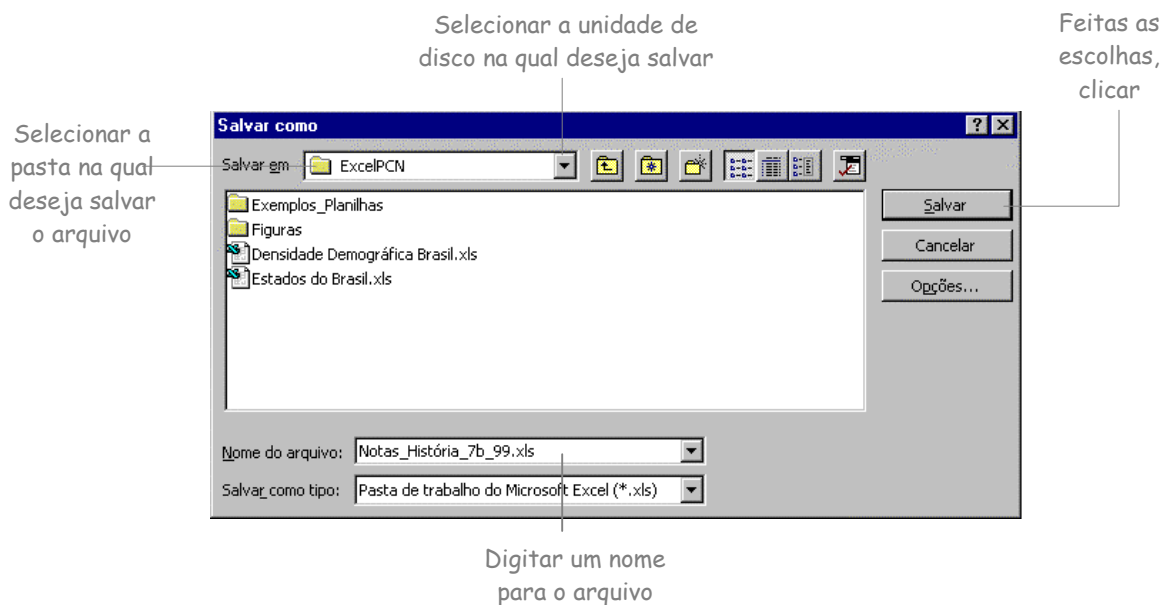 Selecionar a unidade de
disco na qual deseja salvar
Feitas as
escolhas,
clicar
Selecionar a
pasta na qual
deseja salvar
o arquivo
Salvar como
Salvar em
ExcelPCN
Exemplos_Planilhas
Figuras
Densidade Demográfica Brasil.xls
Estados do Brasil.xls
Salvar
Cancelar
Opções...
Nome do arquivo:
Notas_História_7b_99.xls
Salvar como tipo:
Pasta de trabalho do Microsoft Excel (*.xls)
Digitar um nome
para o arquivo